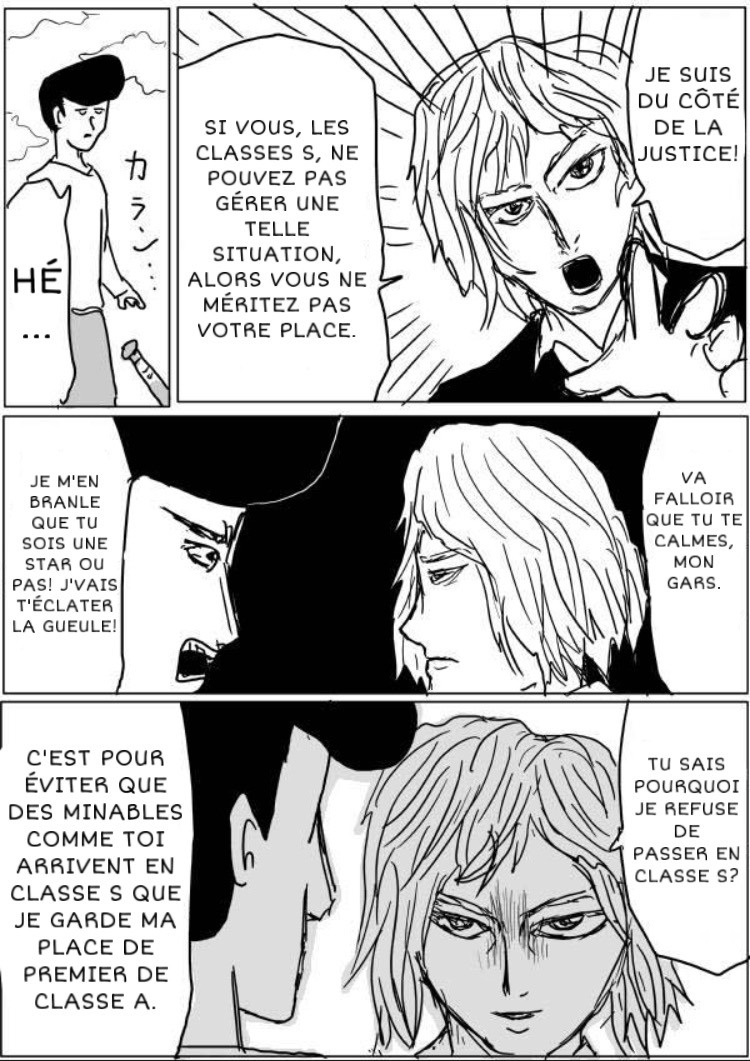 JE SUIS
DU CÔTÉ
DE LA
JUSTICE!
SI VOUS, LES
CLASSES S, NE
POUVEZ PAS
GÉRER UNE
TELLE
SITUATION,
ALORS VOUS NE
MÉRITEZ PAS
VOTRE PLACE.
カラン…
HÉ
...
VA
FALLOIR
QUE TU TE
CALMES,
MON
GARS.
JE M'EN
BRANLE
QUE TU
SOIS UNE
STAR OU
PAS! J'VAIS
T'ÉCLATER
LA GUEULE!
TU SAIS
POURQUOI
JE REFUSE
DE
PASSER EN
CLASSE S?
C'EST POUR
ÉVITER QUE
DES MINABLES
COMME TOI
ARRIVENT EN
CLASSE S QUE
JE GARDE MA
PLACE DE
PREMIER DE
CLASSE A.